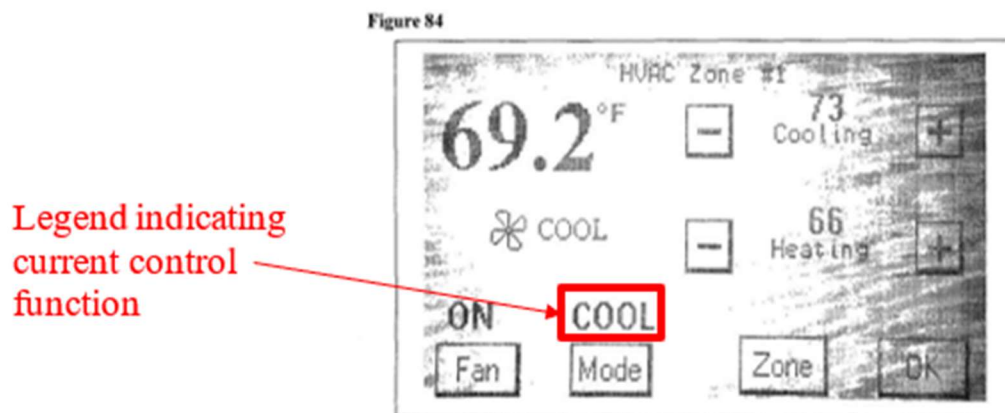 Figure 84
HVAC Zone #1
69.2°F
−
73
+
Cooling
Legend indicating
current control
function
COOL
−
66
+
Heating
ON COOL
Fan Mode Zone OK